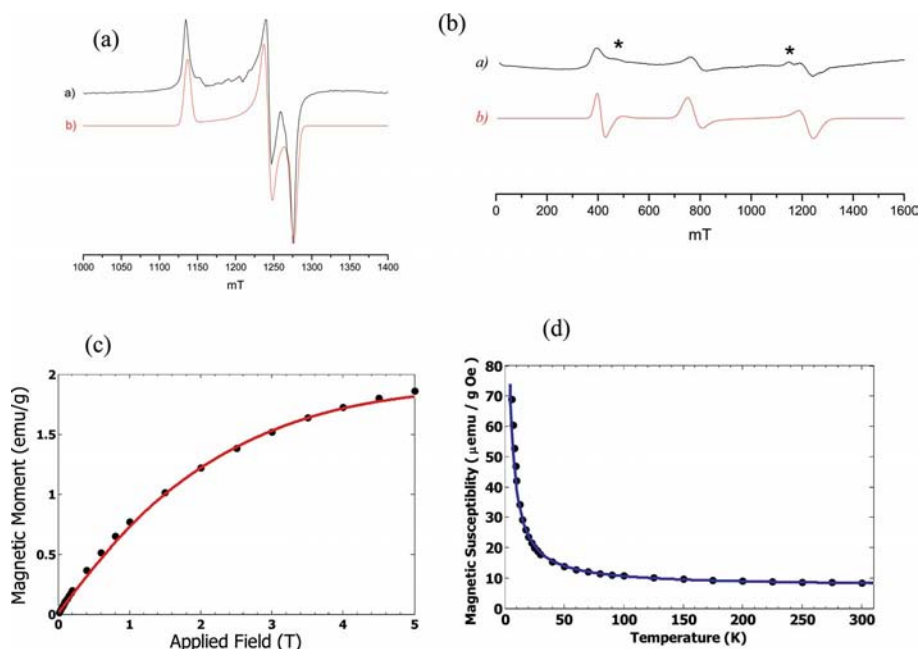 (a)
a)
b)
1000 1050 1100 1150 1200 1250 1300 1350 1400
mT
(b)
* *
a)
b)
0 200 400 600 800 1000 1200 1400 1600
mT
(c)
Magnetic Moment (emu/g)
2
1.5
1
0.5
0
0 1 2 3 4 5
Applied Field (T)
(d)
Magnetic Susceptiblity ( μemu / g Oe )
80
70
60
50
40
30
20
10
0
0 50 100 150 200 250 300
Temperature (K)